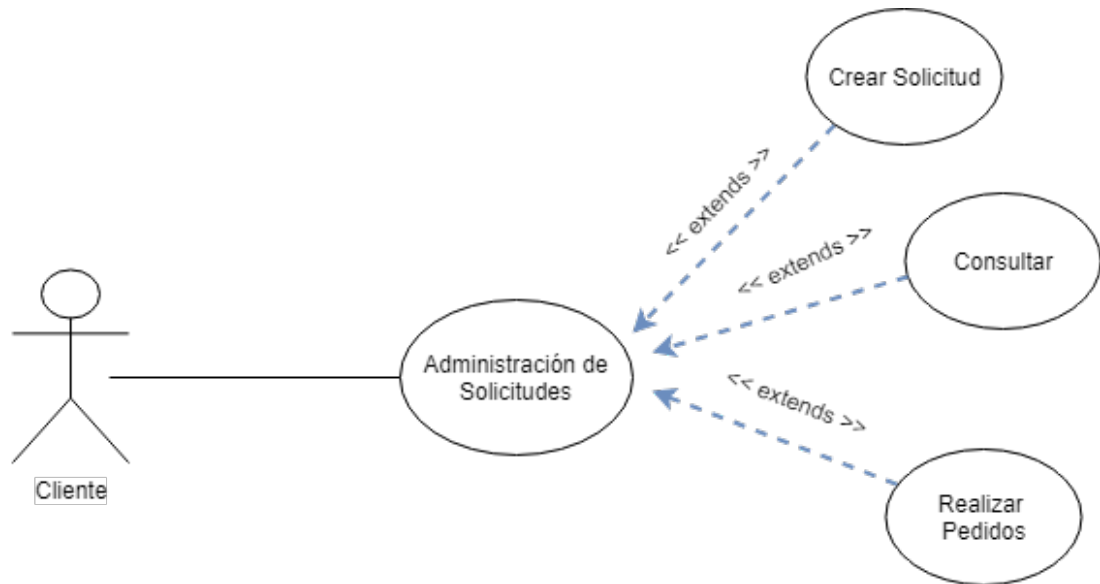 Crear Solicitud
<< extends >>
<< extends >>
Consultar
Administración de
Solicitudes
<< extends >>
Cliente
Realizar
Pedidos